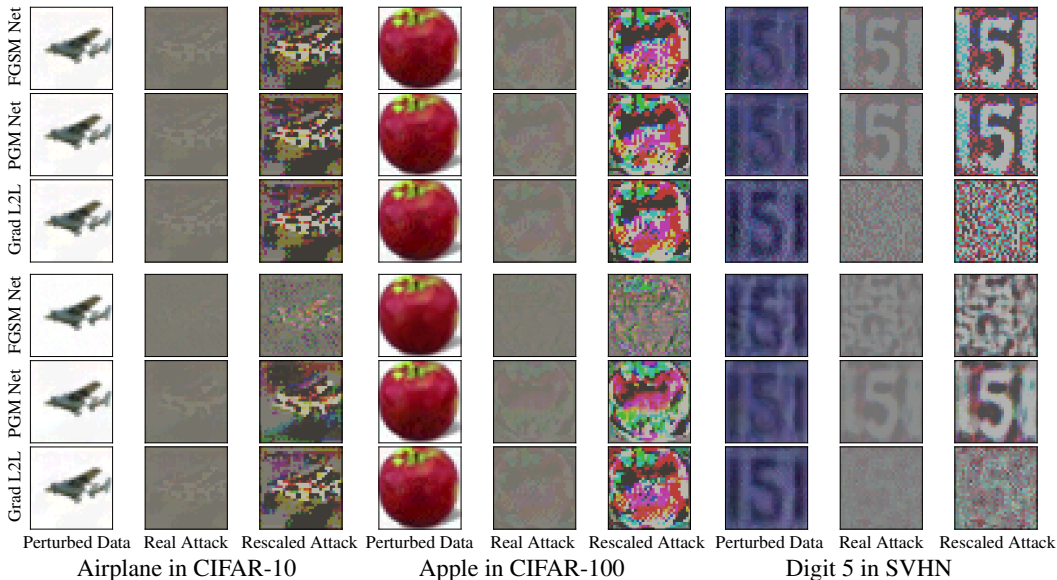 FGSM Net
PGM Net
Grad L2L
FGSM Net
PGM Net
Grad L2L
Perturbed Data Real Attack Rescaled Attack Perturbed Data Real Attack Rescaled Attack Perturbed Data Real Attack Rescaled Attack
Airplane in CIFAR-10 Apple in CIFAR-100 Digit 5 in SVHN